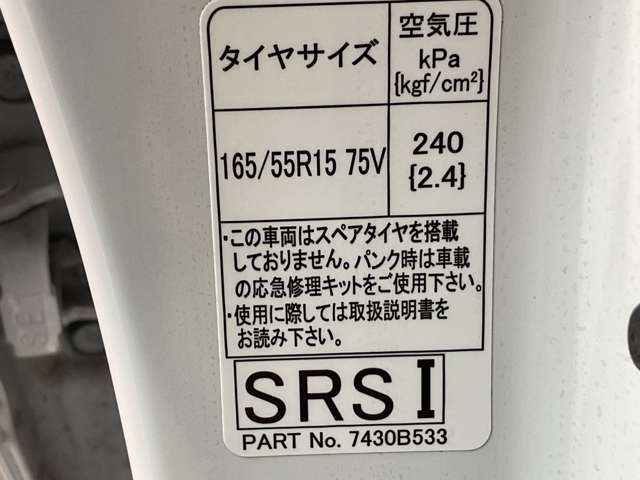 タイヤサイズ 空気圧
kPa
{kgf/cm²}
165/55R15 75V 240
{2.4}
・この車両はスペアタイヤを搭載
しておりません。パンク時は車載
の応急修理キットをご使用下さい。
・使用に際しては取扱説明書を
お読み下さい。
SRS I
PART No. 7430B533